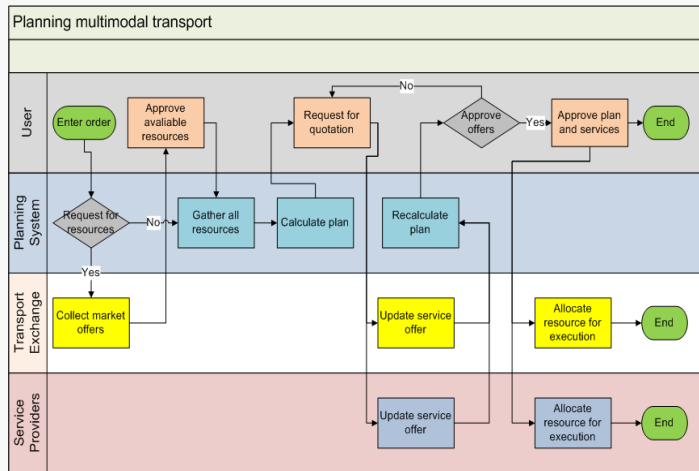 Planning multimodal transport
User
Enter order
Approve
avaliable
resources
Request for
quotation
No
Approve
offers
Yes
Approve plan
and services
End
Planning
System
Request for
resources
No
Gather all
resources
Calculate plan
Recalculate
plan
Yes
Transport
Exchange
Collect market
offers
Update service
offer
Allocate
resource for
execution
End
Service
Providers
Update service
offer
Allocate
resource for
execution
End